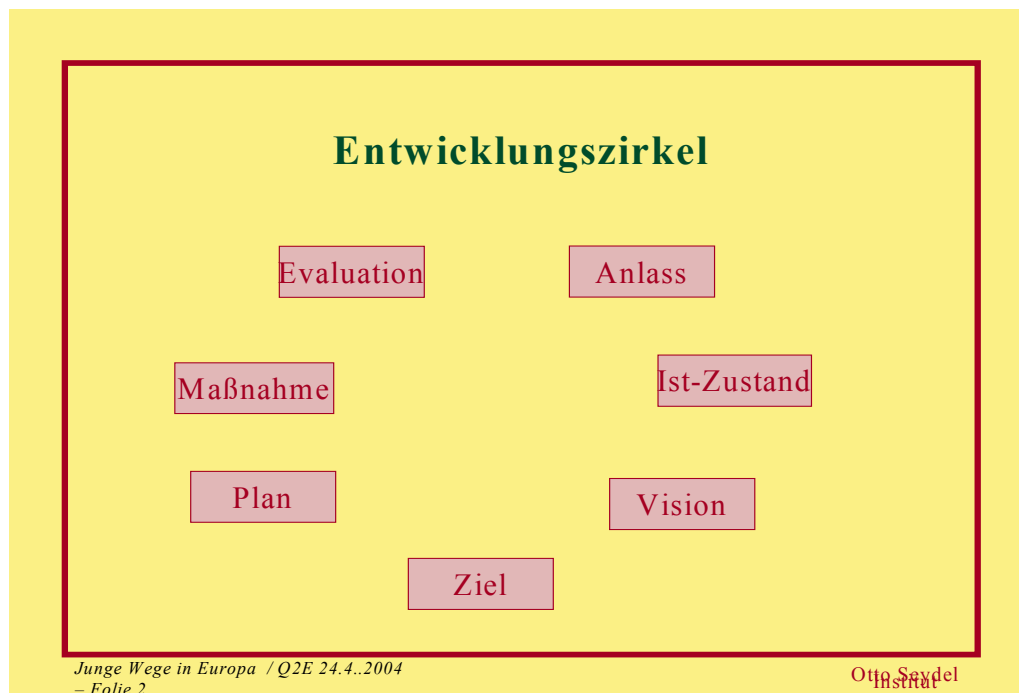 Entwicklungszirkel
Evaluation
Anlass
Maßnahme
Ist-Zustand
Plan
Vision
Ziel
Junge Wege in Europa / Q2E 24.4..2004
– Folie 2
Otto Seydel
Institut